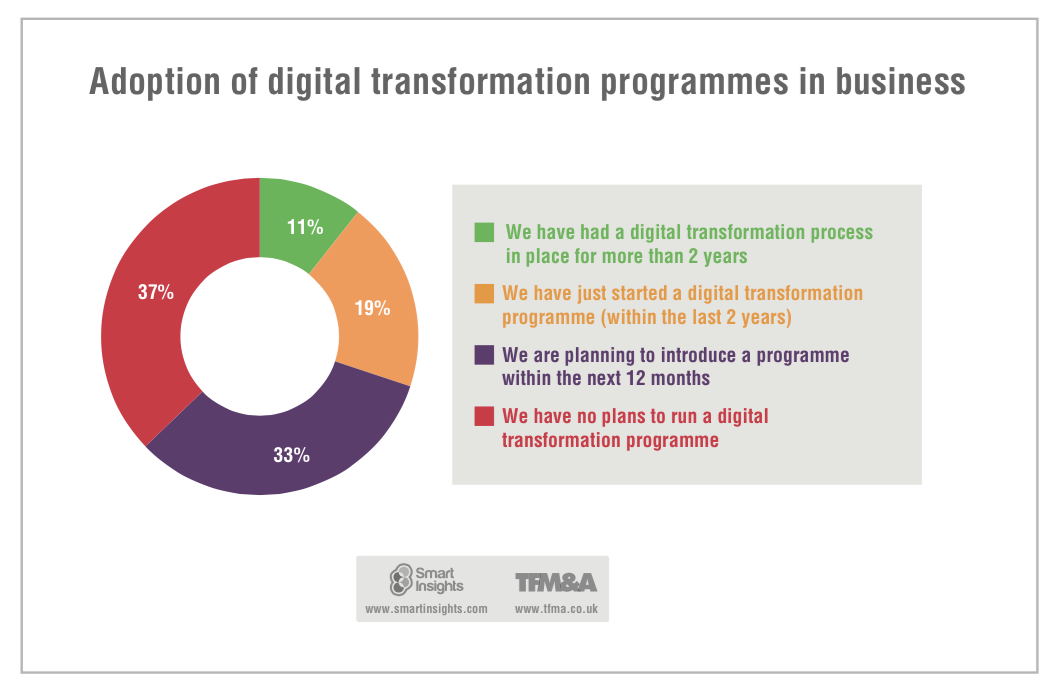 Adoption of digital transformation programmes in business
11%
19%
33%
37%
We have had a digital transformation process
in place for more than 2 years
We have just started a digital transformation
programme (within the last 2 years)
We are planning to introduce a programme
within the next 12 months
We have no plans to run a digital
transformation programme
Smart
Insights
www.smartinsights.com
TFM&A
www.tfma.co.uk